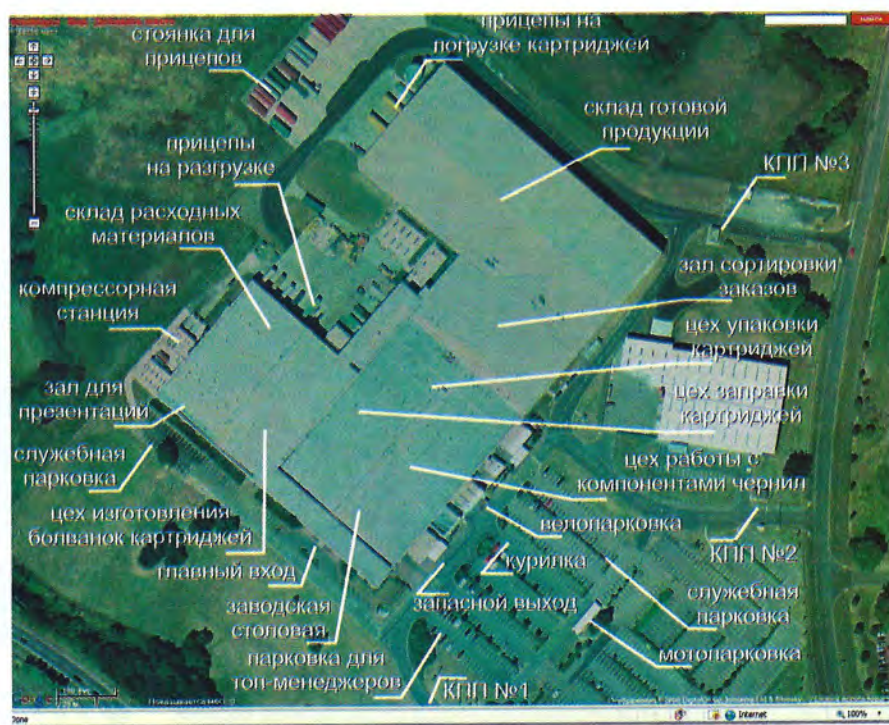 стоянка для
прицепов
прицепы на
погрузке картриджей
склад готовой
продукции
прицепы
на разгрузке
КПП №3
склад расходных
материалов
зал сортировки
заказов
компрессорная
станция
цех упаковки
картриджей
зал для
презентаций
цех заправки
картриджей
служебная
парковка
цех работы с
компонентами чернил
цех изготовления
болванок картриджей
велопарковка
КПП №2
главный вход
курилка
заводская
столовая
запасной выход
служебная
парковка
парковка для
топ-менеджеров
мотопарковка
КПП №1
Done
Internet
100%